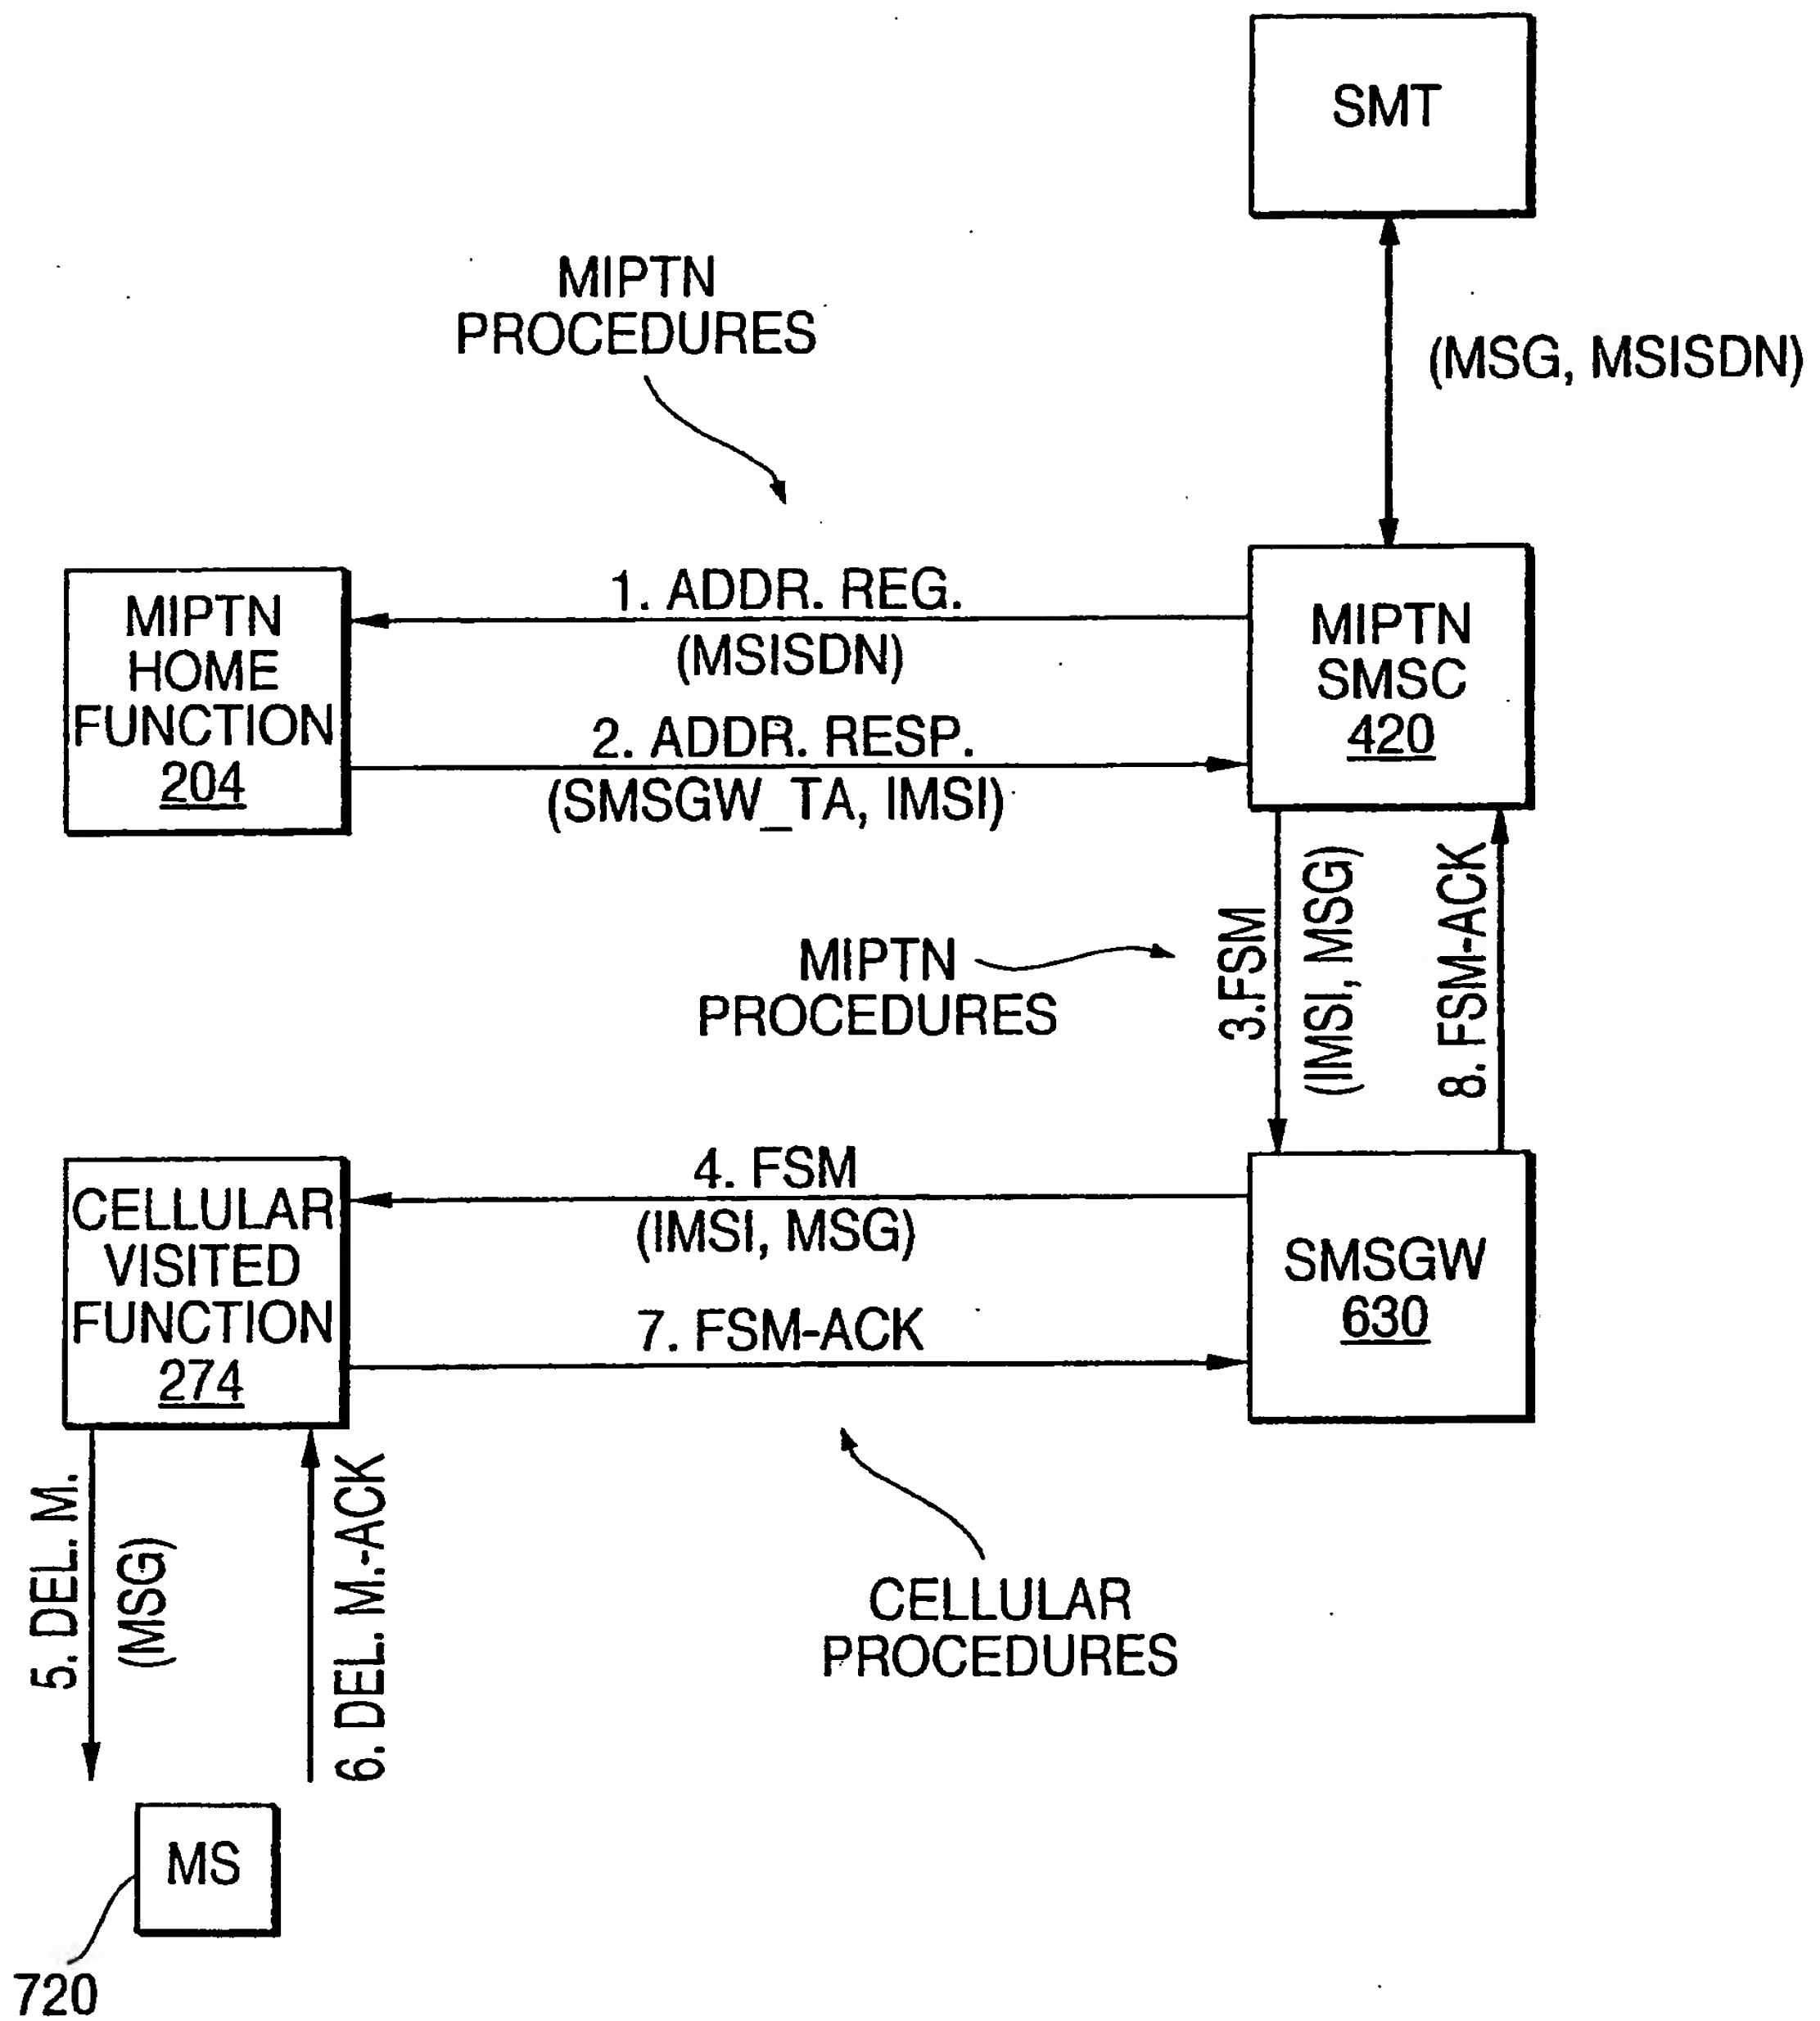 SMT
MIPTN
PROCEDURES
(MSG, MSISDN)
MIPTN
HOME
FUNCTION
204
1. ADDR. REG.
(MSISDN)
2. ADDR. RESP.
(SMSGW_TA, IMSI)
MIPTN
SMSC
420
MIPTN
PROCEDURES
3.FSM
(IMSI, MSG)
8. FSM-ACK
CELLULAR
VISITED
FUNCTION
274
4. FSM
(IMSI, MSG)
7. FSM-ACK
SMSGW
630
5. DEL. M.
(MSG)
6. DEL. M.-ACK
CELLULAR
PROCEDURES
MS
720